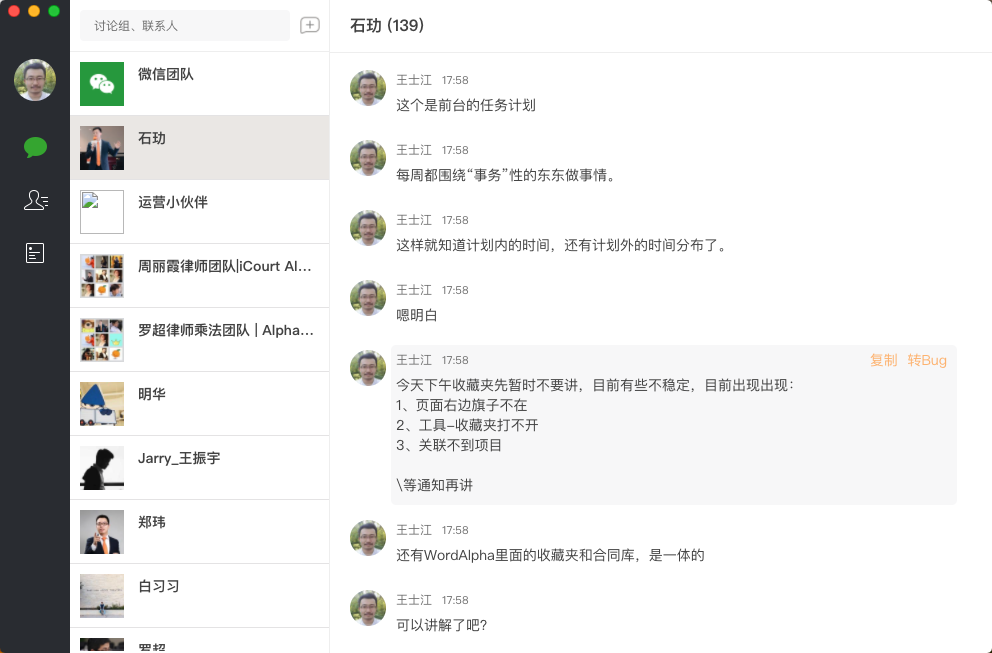 讨论组、联系人
微信团队
石玏
运营小伙伴
周丽霞律师团队|iCourt Al...
罗超律师乘法团队 | Alpha...
明华
Jarry_王振宇
郑玮
白习习
罗超
石玏 (139)
王士江 17:58
这个是前台的任务计划
王士江 17:58
每周都围绕“事务”性的东东做事情。
王士江 17:58
这样就知道计划内的时间，还有计划外的时间分布了。
王士江 17:58
嗯明白
王士江 17:58 复制 转Bug
今天下午收藏夹先暂时不要讲，目前有些不稳定，目前出现出现：
1、页面右边旗子不在
2、工具-收藏夹打不开
3、关联不到项目
\等通知再讲
王士江 17:58
还有WordAlpha里面的收藏夹和合同库，是一体的
王士江 17:58
可以讲解了吧?